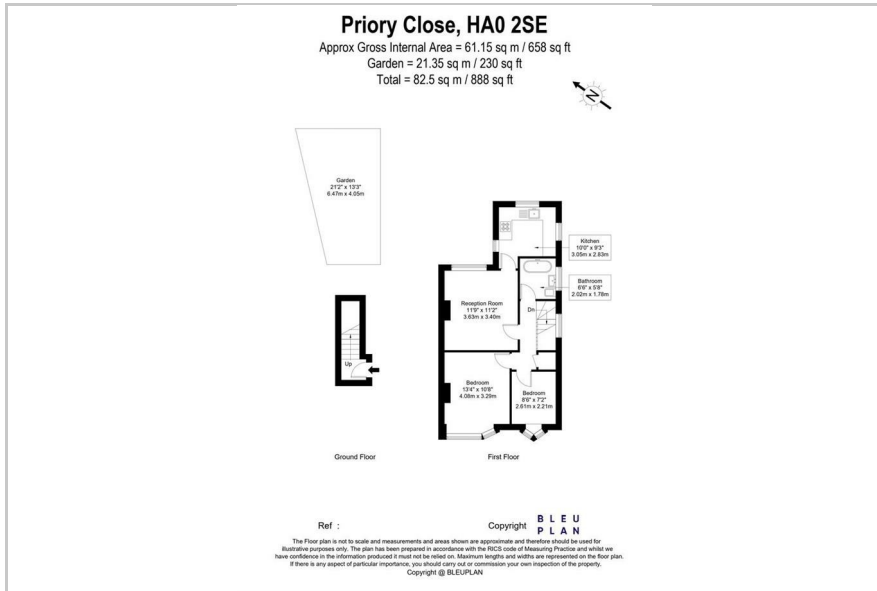 Priory Close, HA0 2SE
Approx Gross Internal Area = 61.15 sq m / 658 sq ft
Garden = 21.35 sq m / 230 sq ft
Total = 82.5 sq m / 888 sq ft
N
Garden
21'2" x 13'3"
6.47m x 4.05m
Kitchen
10'0" x 9'3"
3.05m x 2.83m
Bathroom
6'6" x 5'8"
2.02m x 1.78m
Reception Room
11'9" x 11'2"
3.63m x 3.40m
Dn
Up
Bedroom
13'4" x 10'8"
4.08m x 3.29m
Bedroom
8'6" x 7'2"
2.61m x 2.21m
Ground Floor
First Floor
Ref :
Copyright
BLEU
PLAN
The Floor plan is not to scale and measurements and areas shown are approximate and therefore should be used for
illustrative purposes only. The plan has been prepared in accordance with the RICS code of Measuring Practice and whilst we
have confidence in the information produced it must not be relied on. Maximum lengths and widths are represented on the floor plan.
If there is any aspect of particular importance, you should carry out or commission your own inspection of the property.
Copyright @ BLEUPLAN